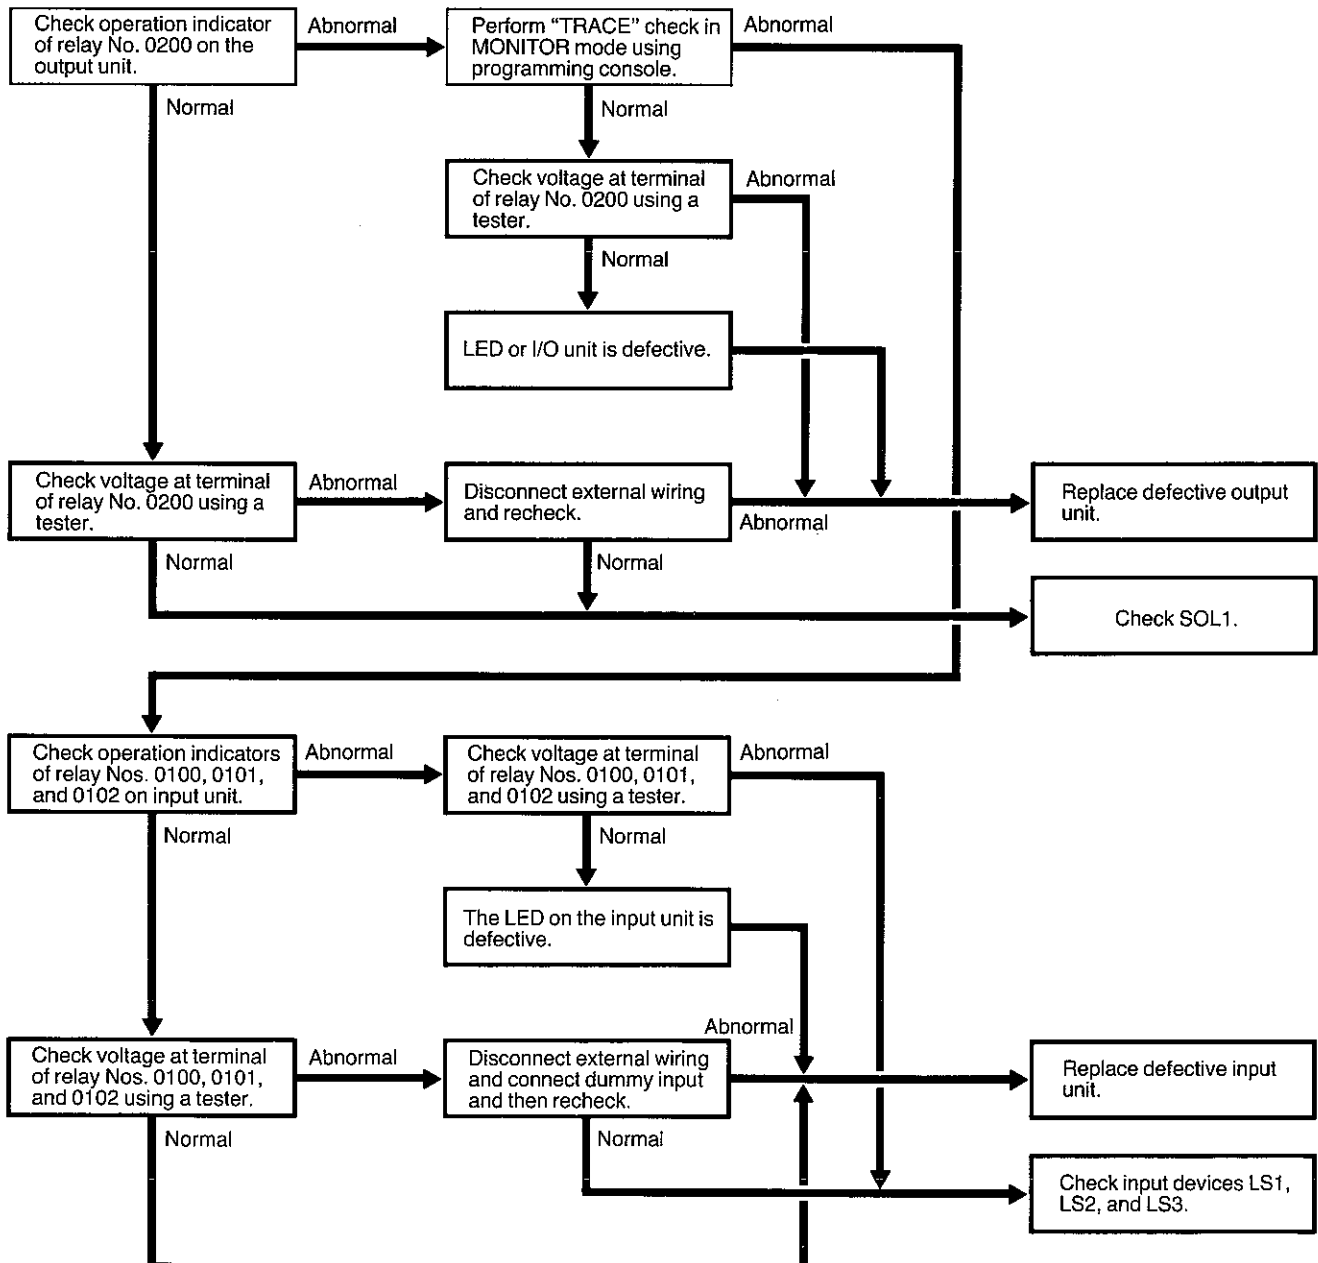 Check operation indicator
of relay No. 0200 on the
output unit.
Abnormal
Perform “TRACE” check in
MONITOR mode using
programming console.
Abnormal
Normal
Normal
Check voltage at terminal
of relay No. 0200 using a
tester.
Abnormal
Normal
LED or I/O unit is defective.
Check voltage at terminal
of relay No. 0200 using a
tester.
Abnormal
Disconnect external wiring
and recheck.
Abnormal
Replace defective output
unit.
Normal
Normal
Check SOL1.
Check operation indicators
of relay Nos. 0100, 0101,
and 0102 on input unit.
Abnormal
Check voltage at terminal
of relay Nos. 0100, 0101,
and 0102 using a tester.
Abnormal
Normal
Normal
The LED on the input unit is
defective.
Check voltage at terminal
of relay Nos. 0100, 0101,
and 0102 using a tester.
Abnormal
Disconnect external wiring
and connect dummy input
and then recheck.
Abnormal
Replace defective input
unit.
Normal
Normal
Check input devices LS1,
LS2, and LS3.